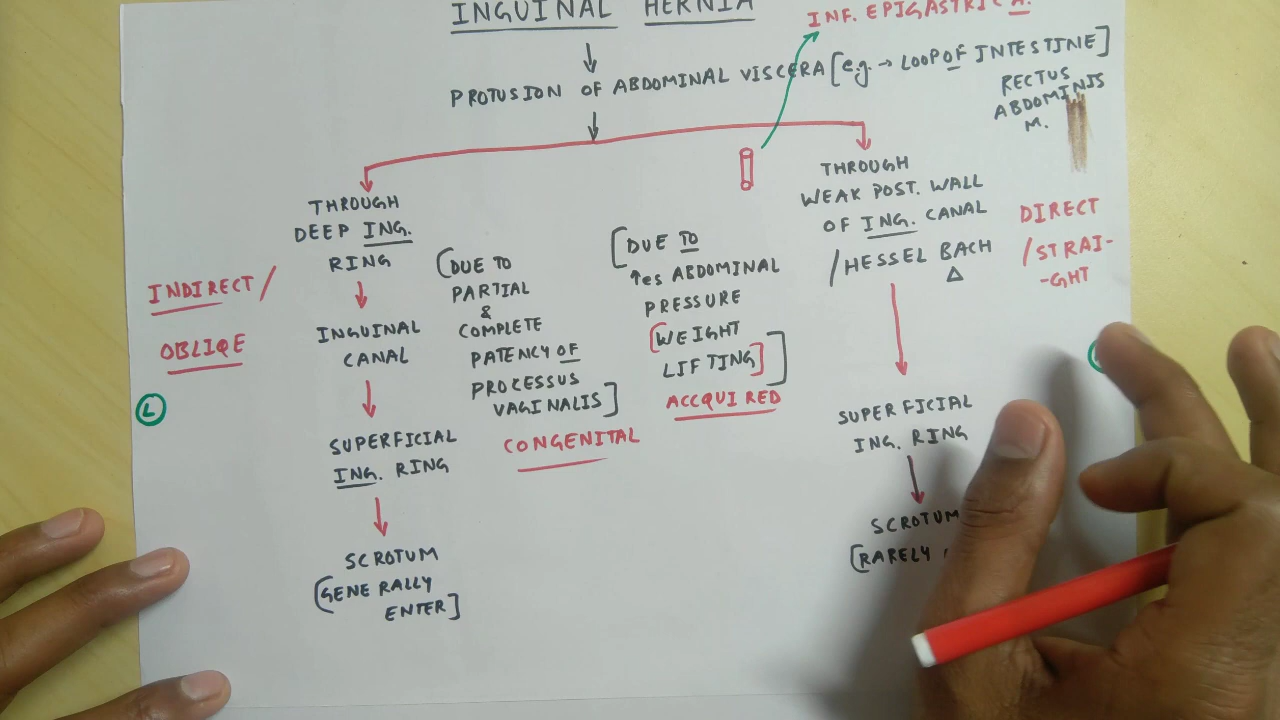 INGUINAL HERNIA
INF. EPIGASTRIC A.
PROTUSION OF ABDOMINAL VISCERA [e.g. → LOOP OF INTESTINE]
RECTUS
ABDOMINIS
M.
THROUGH
DEEP ING.
RING
INDIRECT /
OBLIQE
L
INGUINAL
CANAL
SUPERFICIAL
ING. RING
SCROTUM
[GENERALLY
ENTER]
[DUE TO
PARTIAL
&
COMPLETE
PATENCY OF
PROCESSUS
VAGINALIS]
CONGENITAL
[DUE TO
↑es ABDOMINAL
PRESSURE
[WEIGHT
LIFTING]]
ACCQUIRED
THROUGH
WEAK POST. WALL
OF ING. CANAL
/HESSEL BACH
Δ
DIRECT
/STRAI-
-GHT
SUPERFICIAL
ING. RING
SCROTUM
[RARELY